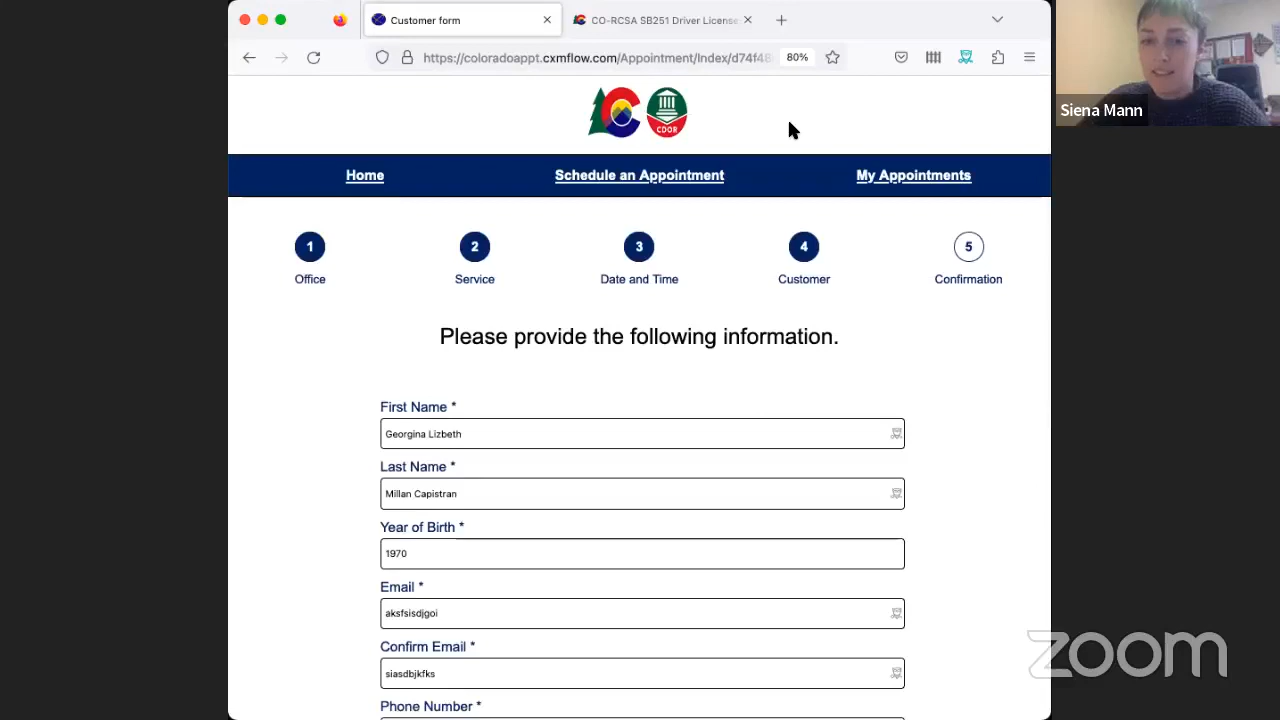 Customer form
CO-RCSA SB251 Driver License
https://coloradoappt.cxmflow.com/Appointment/Index/d74f48
80%
CDOR
Siena Mann
Home
Schedule an Appointment
My Appointments
1
2
3
4
5
Office
Service
Date and Time
Customer
Confirmation
Please provide the following information.
First Name *
Georgina Lizbeth
Last Name *
Millan Capistran
Year of Birth *
1970
Email *
aksfsisdjgoi
Confirm Email *
siasdbjkfks
Phone Number *
zoom